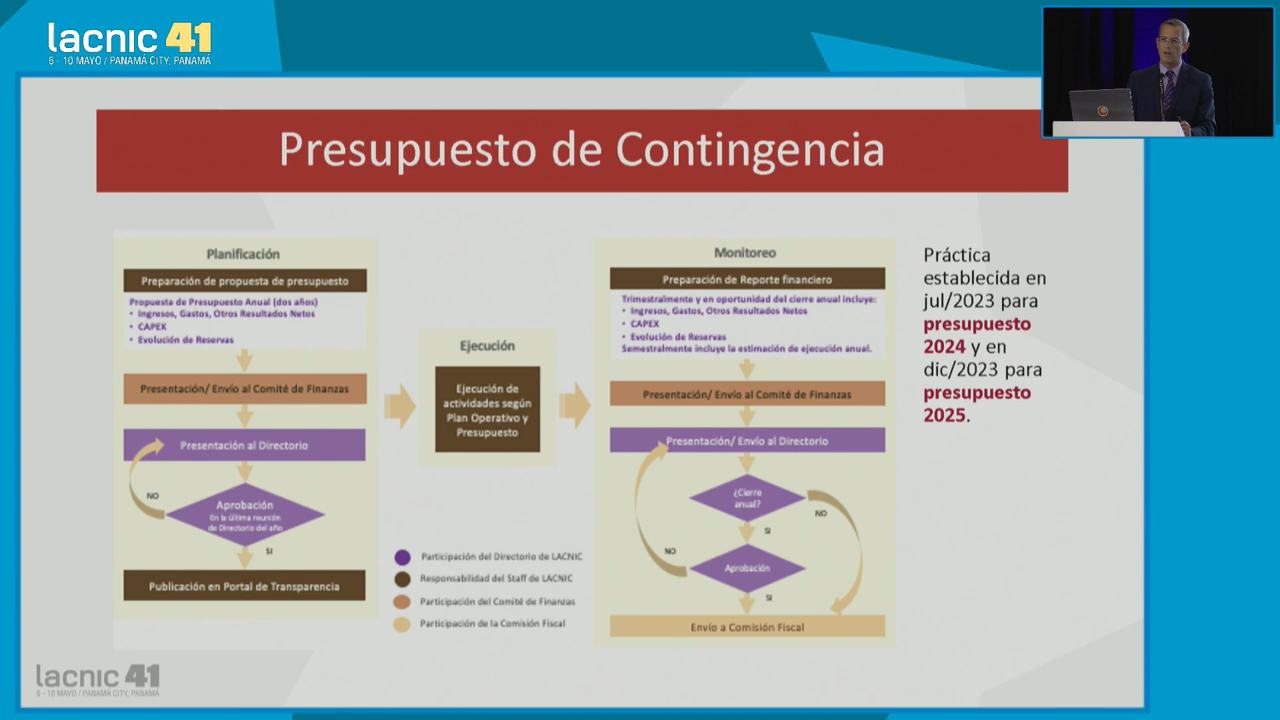 lacnic 41
6 - 10 MAYO / PANAMÁ CITY, PANAMÁ
Presupuesto de Contingencia
Planificación
Preparación de propuesta de presupuesto
Propuesta de Presupuesto Anual (dos años)
• Ingresos, Gastos, Otros Resultados Netos
• CAPEX
• Evolución de Reservas
Presentación/ Envío al Comité de Finanzas
Presentación al Directorio
NO
Aprobación
En la última reunión
de Directorio del año
SI
Publicación en Portal de Transparencia
Ejecución
Ejecución de
actividades según
Plan Operativo y
Presupuesto
Participación del Directorio de LACNIC
Responsabilidad del Staff de LACNIC
Participación del Comité de Finanzas
Participación de la Comisión Fiscal
Monitoreo
Preparación de Reporte financiero
Trimestralmente y en oportunidad del cierre anual incluye:
• Ingresos, Gastos, Otros Resultados Netos
• CAPEX
• Evolución de Reservas
Semestralmente incluye la estimación de ejecución anual.
Presentación/ Envío al Comité de Finanzas
Presentación/ Envío al Directorio
¿Cierre
anual?
NO
SI
NO
Aprobación
SI
Envío a Comisión Fiscal
Práctica
establecida en
jul/2023 para
presupuesto
2024 y en
dic/2023 para
presupuesto
2025.
lacnic 41
6 - 10 MAYO / PANAMÁ CITY, PANAMÁ